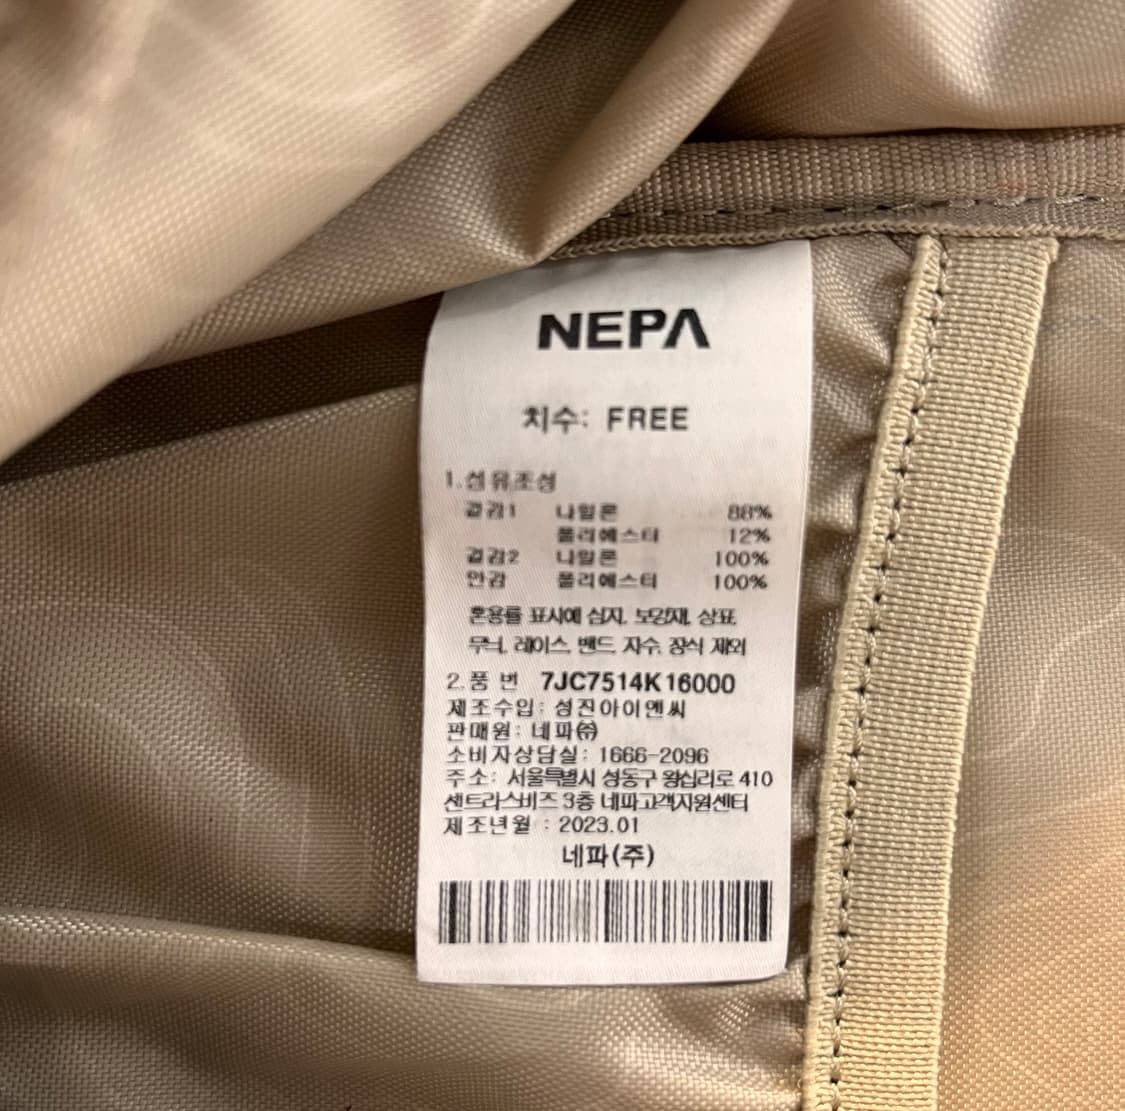 NEPA
치수: FREE
1.섬유조성
겉감1 나일론 88%
폴리에스터 12%
겉감2 나일론 100%
안감 폴리에스터 100%
혼용률 표시에 심지, 보강재, 상표
무늬, 레이스, 밴드, 자수, 장식 제외
2.품 번 7JC7514K16000
제조수입: 성진아이엔씨
판매원: 네파㈜
소비자상담실: 1666-2096
주소: 서울특별시 성동구 왕십리로 410
센트라스비즈 3층 네파고객지원센터
제조년월 : 2023.01
네파(주)